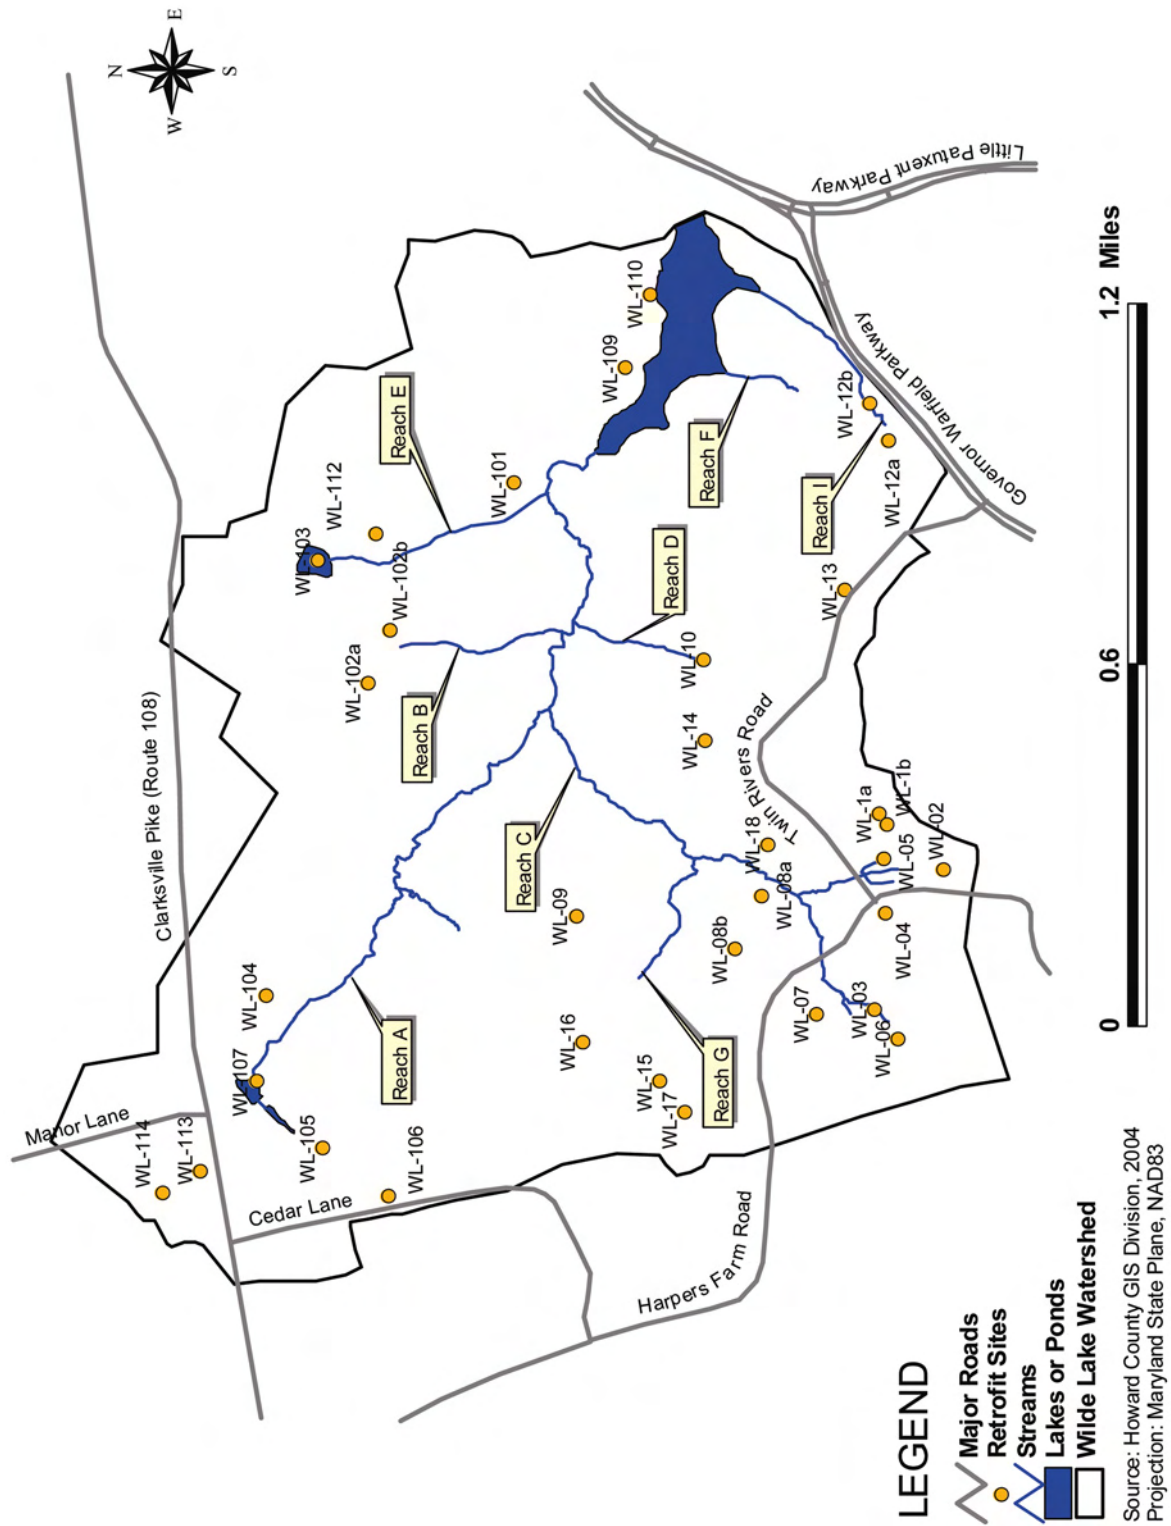 N
E
S
W
Clarksville Pike (Route 108)
Manor Lane
Cedar Lane
Harpers Farm Road
Twin Rivers Road
Governor Warfield Parkway
Little Patuxent Parkway
WL-114
WL-113
WL-107
WL-104
WL-105
WL-106
WL-103
WL-112
WL-102b
WL-102a
WL-101
WL-109
WL-110
WL-09
WL-16
WL-15
WL-17
WL-10
WL-14
WL-18
WL-08a
WL-08b
WL-07
WL-03
WL-06
WL-04
WL-05
WL-02
WL-1a
WL-1b
WL-13
WL-12a
WL-12b
Reach A
Reach B
Reach C
Reach D
Reach E
Reach F
Reach G
Reach I
LEGEND
Major Roads
Retrofit Sites
Streams
Lakes or Ponds
Wilde Lake Watershed
0
0.6
1.2 Miles
Source: Howard County GIS Division, 2004
Projection: Maryland State Plane, NAD83